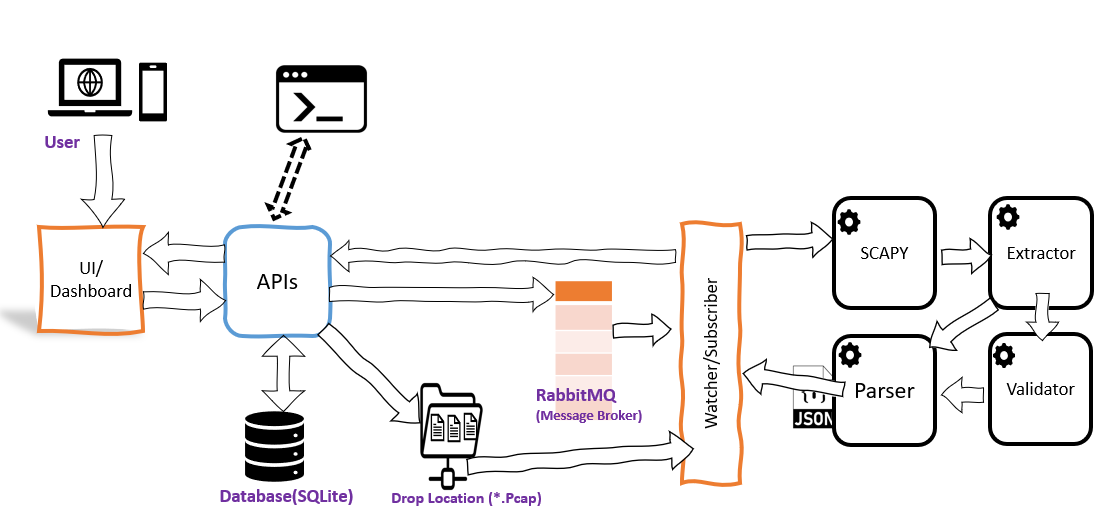 User
>_
UI/
Dashboard
APIs
Database(SQLite)
Drop Location (*.Pcap)
RabbitMQ
(Message Broker)
Watcher/Subscriber
SCAPY
Extractor
Parser
Validator
{ }
JSON